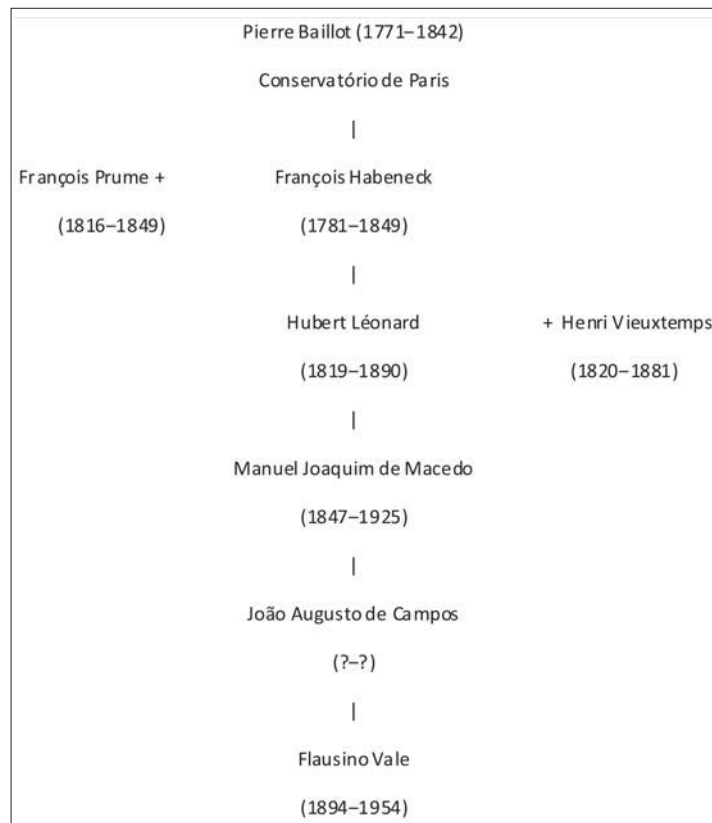 Pierre Baillot (1771–1842)
Conservatório de Paris
|
François Prume + François Habeneck
(1816–1849) (1781–1849)
|
Hubert Léonard + Henri Vieuxtemps
(1819–1890) (1820–1881)
|
Manuel Joaquim de Macedo
(1847–1925)
|
João Augusto de Campos
(?–?)
|
Flausino Vale
(1894–1954)